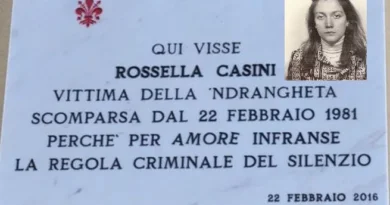 QUI VISSE
ROSSELLA CASINI
VITTIMA DELLA 'NDRANGHETA
SCOMPARSA DAL 22 FEBBRAIO 1981
PERCHE' PER AMORE INFRANSE
LA REGOLA CRIMINALE DEL SILENZIO
22 FEBBRAIO 2016